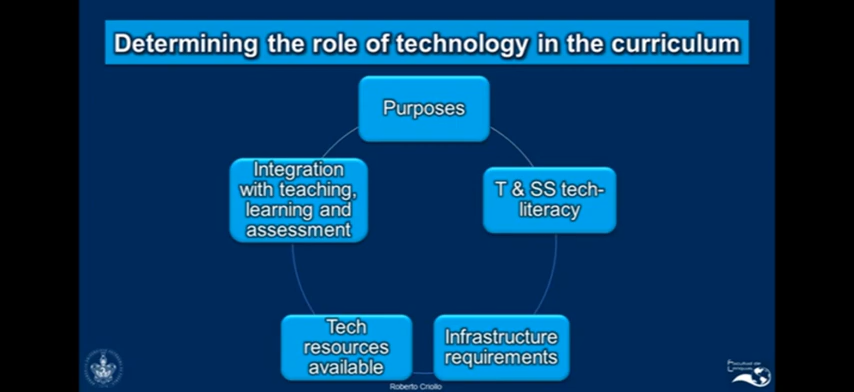 Determining the role of technology in the curriculum
Purposes
Integration
with teaching,
learning and
assessment
T & SS tech-
literacy
Tech
resources
available
Infrastructure
requirements
Roberto Criollo